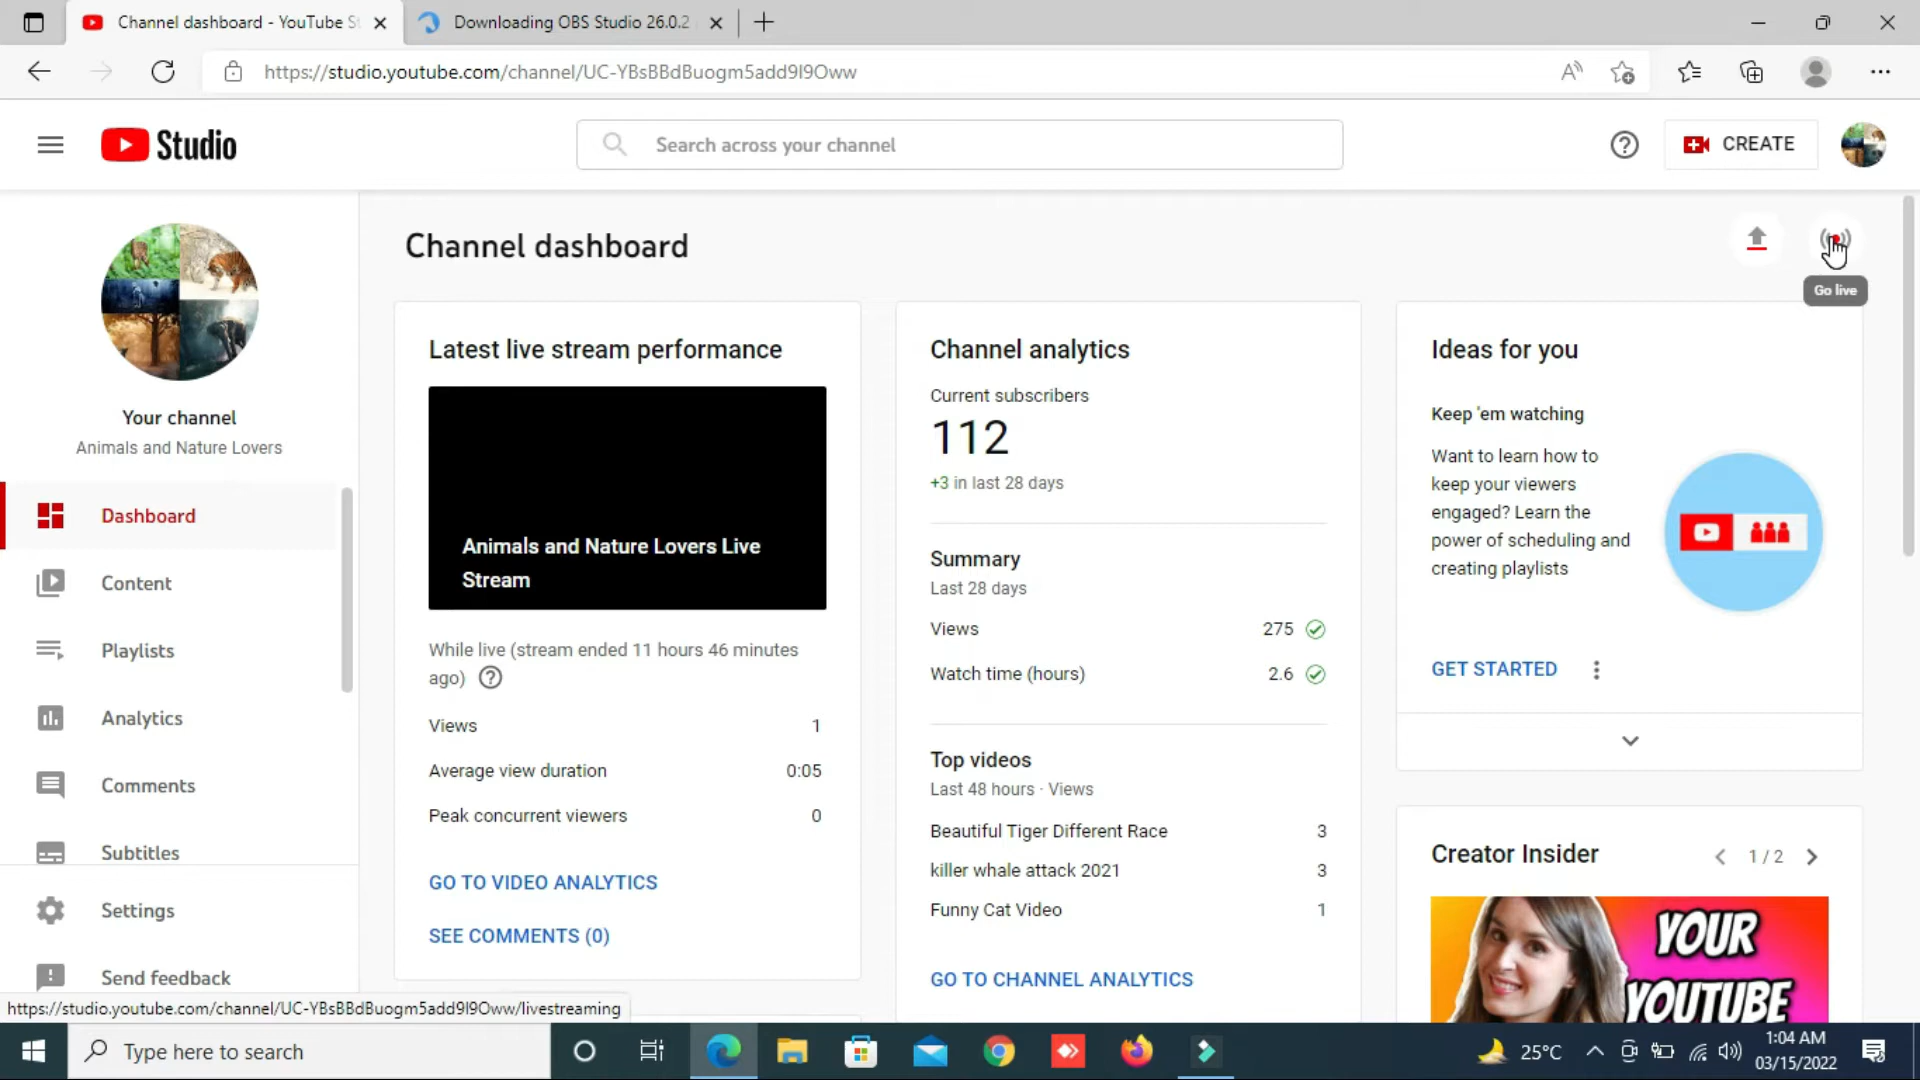 Channel dashboard - YouTube St
Downloading OBS Studio 26.0.2
https://studio.youtube.com/channel/UC-YBsBBdBuogm5add9I9Oww
Studio
Search across your channel
CREATE
Channel dashboard
Go live
Your channel
Animals and Nature Lovers
Dashboard
Content
Playlists
Analytics
Comments
Subtitles
Settings
Send feedback
Latest live stream performance
Animals and Nature Lovers Live
Stream
While live (stream ended 11 hours 46 minutes
ago)
Views 1
Average view duration 0:05
Peak concurrent viewers 0
GO TO VIDEO ANALYTICS
SEE COMMENTS (0)
Channel analytics
Current subscribers
112
+3 in last 28 days
Summary
Last 28 days
Views 275
Watch time (hours) 2.6
Top videos
Last 48 hours · Views
Beautiful Tiger Different Race 3
killer whale attack 2021 3
Funny Cat Video 1
GO TO CHANNEL ANALYTICS
Ideas for you
Keep 'em watching
Want to learn how to
keep your viewers
engaged? Learn the
power of scheduling and
creating playlists
GET STARTED
Creator Insider
1 / 2
YOUR
YOUTUBE
https://studio.youtube.com/channel/UC-YBsBBdBuogm5add9I9Oww/livestreaming
Type here to search
25°C
1:04 AM
03/15/2022